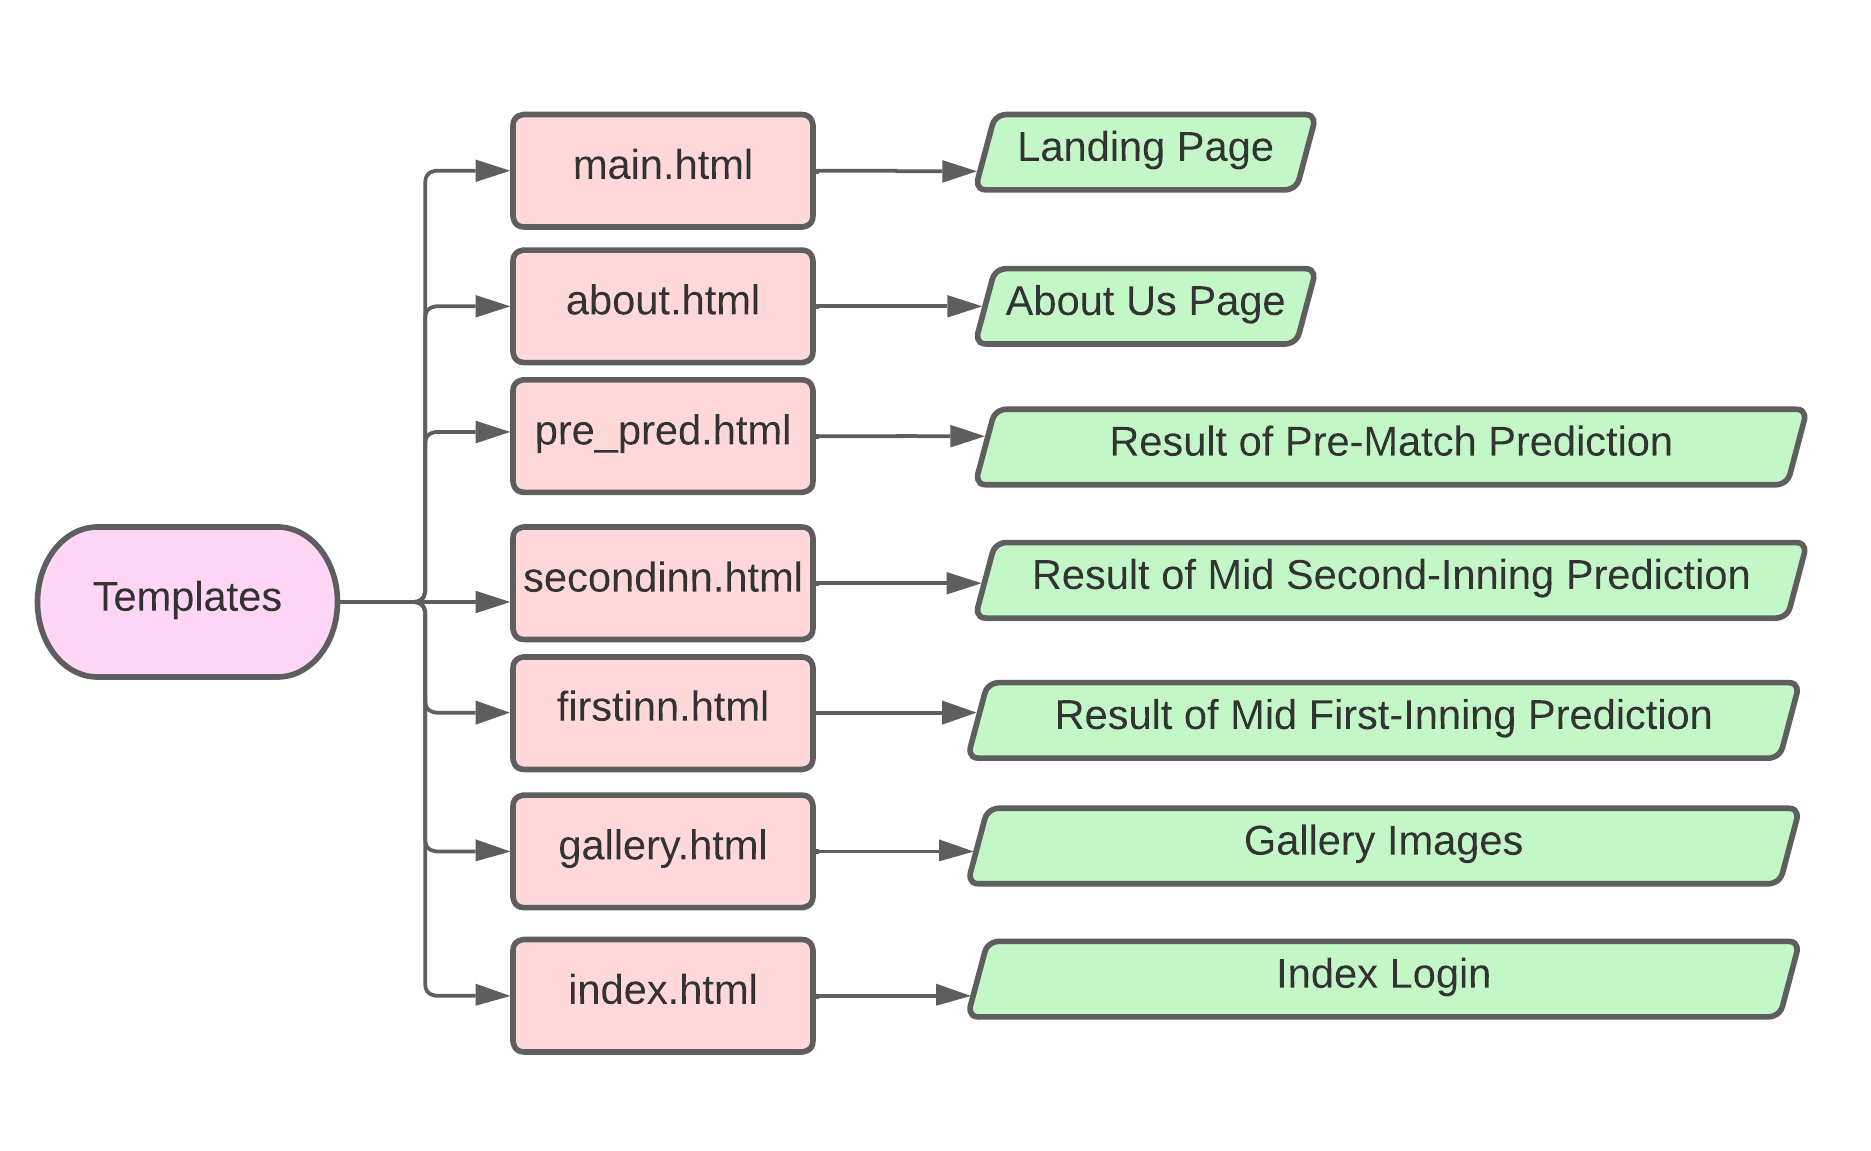 main.html
Landing Page
about.html
About Us Page
pre_pred.html
Result of Pre-Match Prediction
Templates
secondinn.html
Result of Mid Second-Inning Prediction
firstinn.html
Result of Mid First-Inning Prediction
gallery.html
Gallery Images
index.html
Index Login